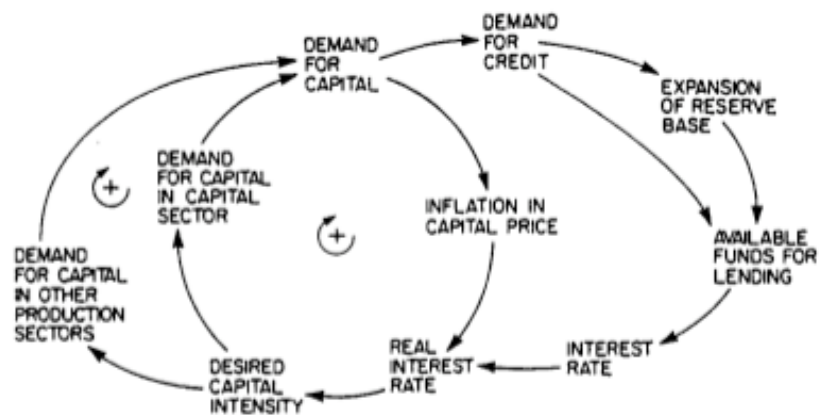 DEMAND
FOR
CAPITAL
DEMAND
FOR
CREDIT
EXPANSION
OF RESERVE
BASE
DEMAND
FOR CAPITAL
IN CAPITAL
SECTOR
+
+
INFLATION IN
CAPITAL PRICE
AVAILABLE
FUNDS FOR
LENDING
DEMAND
FOR CAPITAL
IN OTHER
PRODUCTION
SECTORS
DESIRED
CAPITAL
INTENSITY
REAL
INTEREST
RATE
INTEREST
RATE